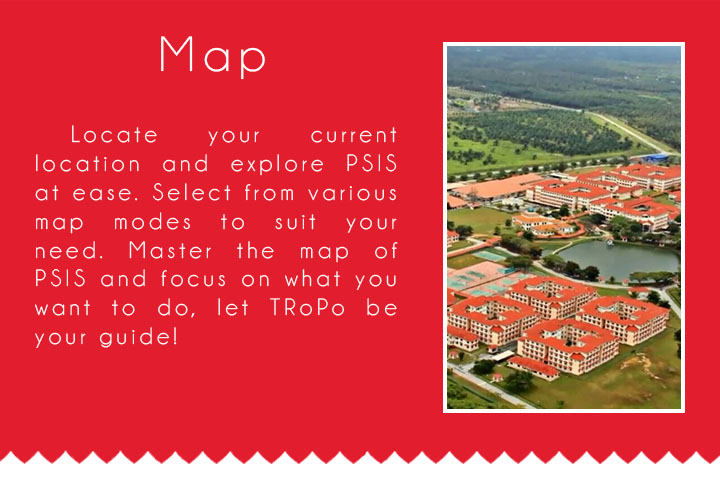 Map
Locate your current
location and explore PSIS
at ease. Select from various
map modes to suit your
need. Master the map of
PSIS and focus on what you
want to do, let TRoPo be
your guide!